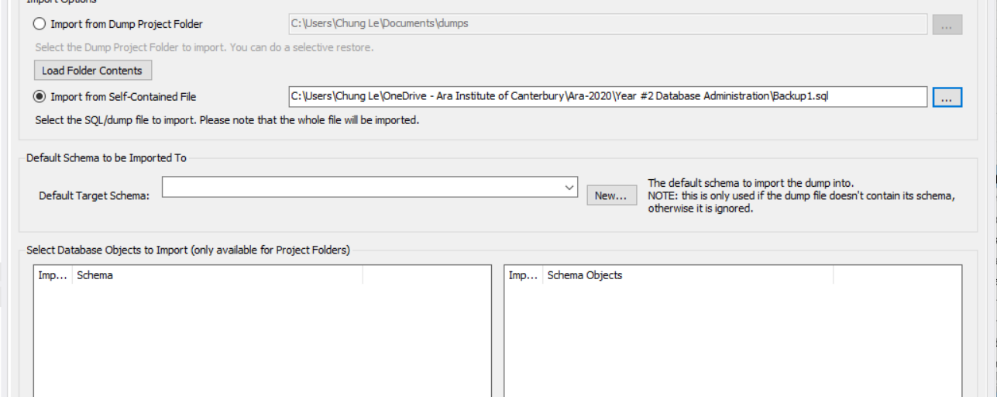 Import Options
Import from Dump Project Folder
C:\Users\Chung Le\Documents\dumps
...
Select the Dump Project Folder to import. You can do a selective restore.
Load Folder Contents
Import from Self-Contained File
C:\Users\Chung Le\OneDrive - Ara Institute of Canterbury\Ara-2020\Year #2 Database Administration\Backup1.sql
...
Select the SQL/dump file to import. Please note that the whole file will be imported.
Default Schema to be Imported To
Default Target Schema:
New...
The default schema to import the dump into.
NOTE: this is only used if the dump file doesn't contain its schema,
otherwise it is ignored.
Select Database Objects to Import (only available for Project Folders)
Imp... Schema
Imp... Schema Objects